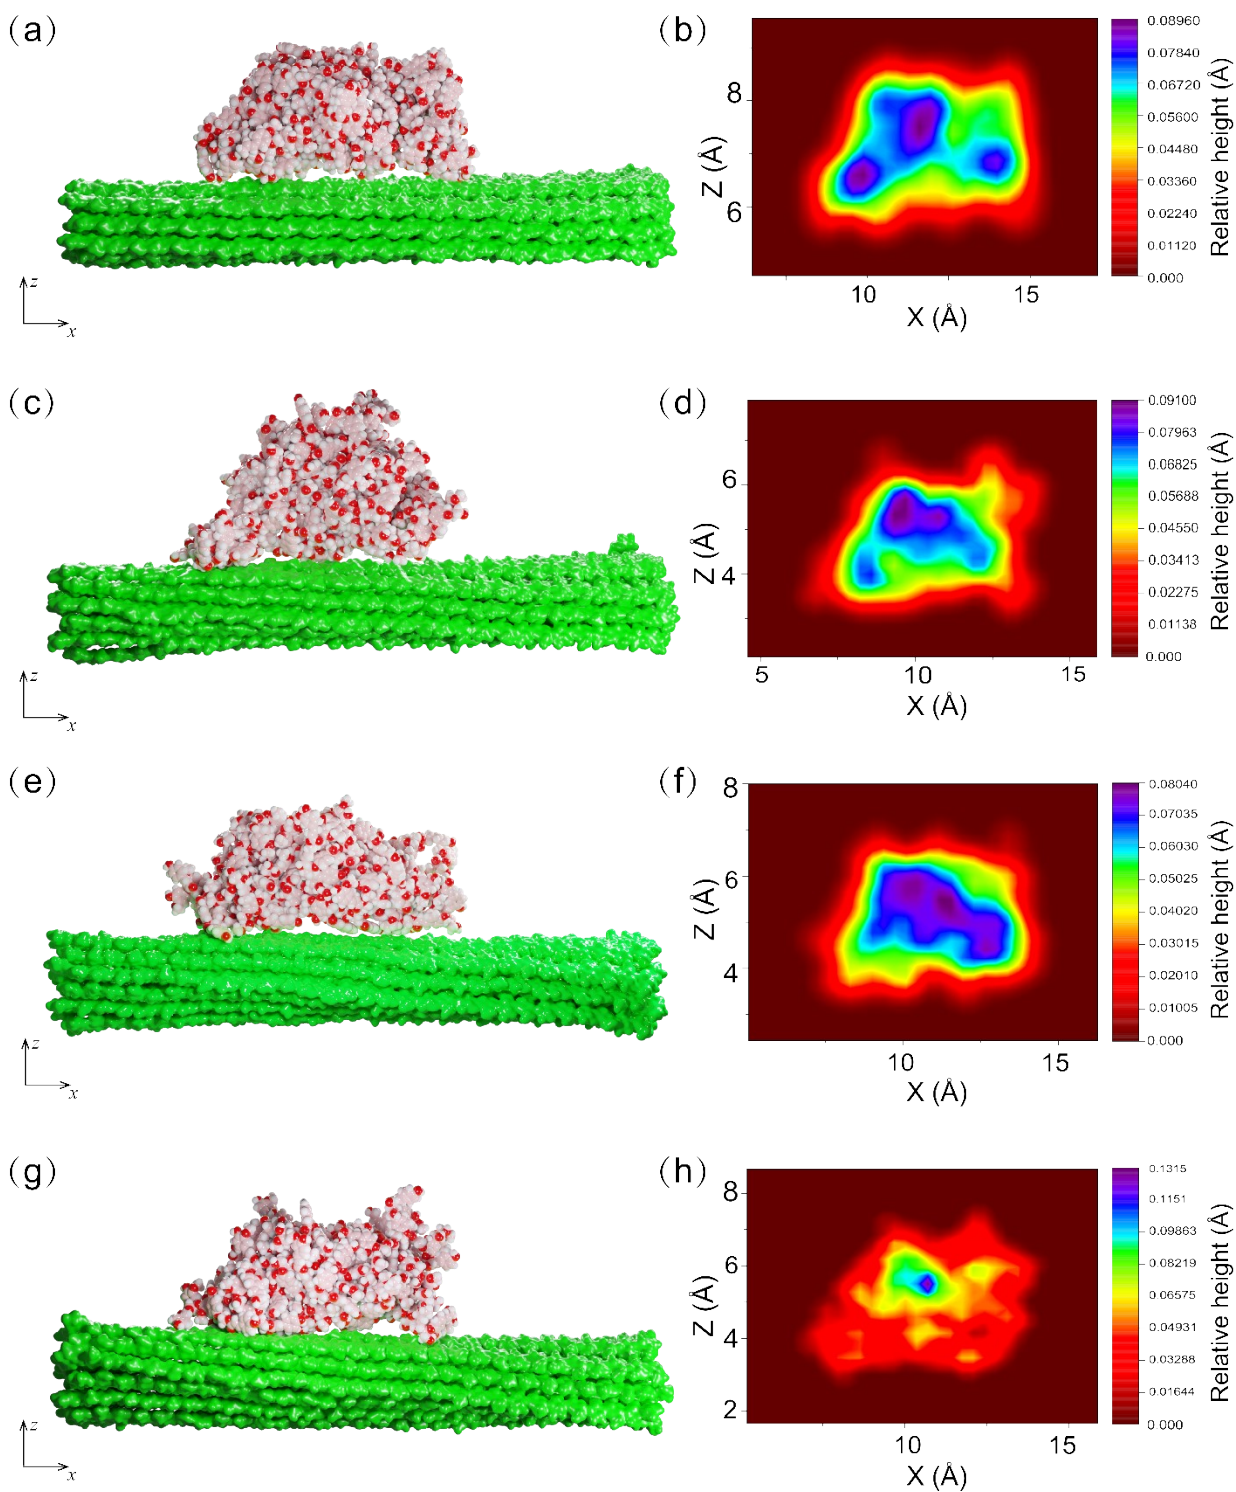 (a)
z
x
(b)
8
6
Z (Å)
10
15
X (Å)
0.08960
0.07840
0.06720
0.05600
0.04480
0.03360
0.02240
0.01120
0.000
Relative height (Å)
(c)
z
x
(d)
6
4
Z (Å)
5
10
15
X (Å)
0.09100
0.07963
0.06825
0.05688
0.04550
0.03413
0.02275
0.01138
0.000
Relative height (Å)
(e)
z
x
(f)
8
6
4
Z (Å)
10
15
X (Å)
0.08040
0.07035
0.06030
0.05025
0.04020
0.03015
0.02010
0.01005
0.000
Relative height (Å)
(g)
z
x
(h)
8
6
4
2
Z (Å)
10
15
X (Å)
0.1315
0.1151
0.09863
0.08219
0.06575
0.04931
0.03288
0.01644
0.000
Relative height (Å)